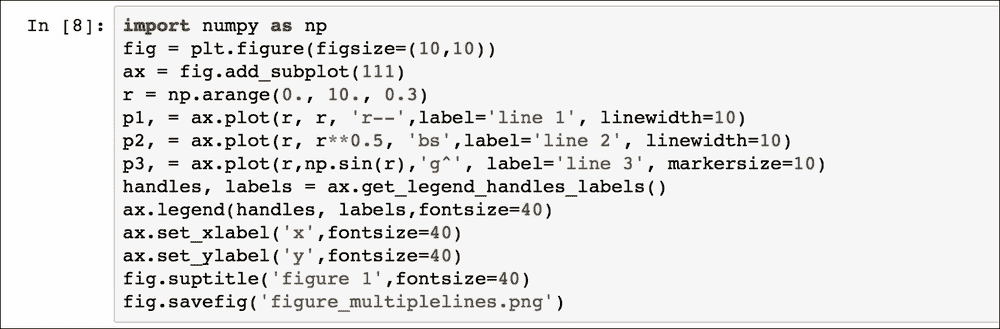 In [8]: import numpy as np
fig = plt.figure(figsize=(10,10))
ax = fig.add_subplot(111)
r = np.arange(0., 10., 0.3)
p1, = ax.plot(r, r, 'r--',label='line 1', linewidth=10)
p2, = ax.plot(r, r**0.5, 'bs',label='line 2', linewidth=10)
p3, = ax.plot(r,np.sin(r),'g^', label='line 3', markersize=10)
handles, labels = ax.get_legend_handles_labels()
ax.legend(handles, labels,fontsize=40)
ax.set_xlabel('x',fontsize=40)
ax.set_ylabel('y',fontsize=40)
fig.suptitle('figure 1',fontsize=40)
fig.savefig('figure_multiplelines.png')